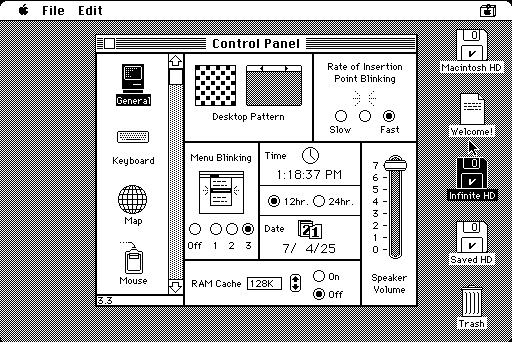 File Edit
Control Panel
Macintosh HD
General
Rate of Insertion
Point Blinking
Desktop Pattern
Slow Fast
Welcome!
Keyboard
Menu Blinking
Time
1:18:37 PM
7
6
5
4
3
2
1
0
Infinite HD
12hr. 24hr.
Map
Date
7/ 4/25
Off 1 2 3
Saved HD
Mouse
RAM Cache 128K
On
Off
Speaker
Volume
3.3
Trash